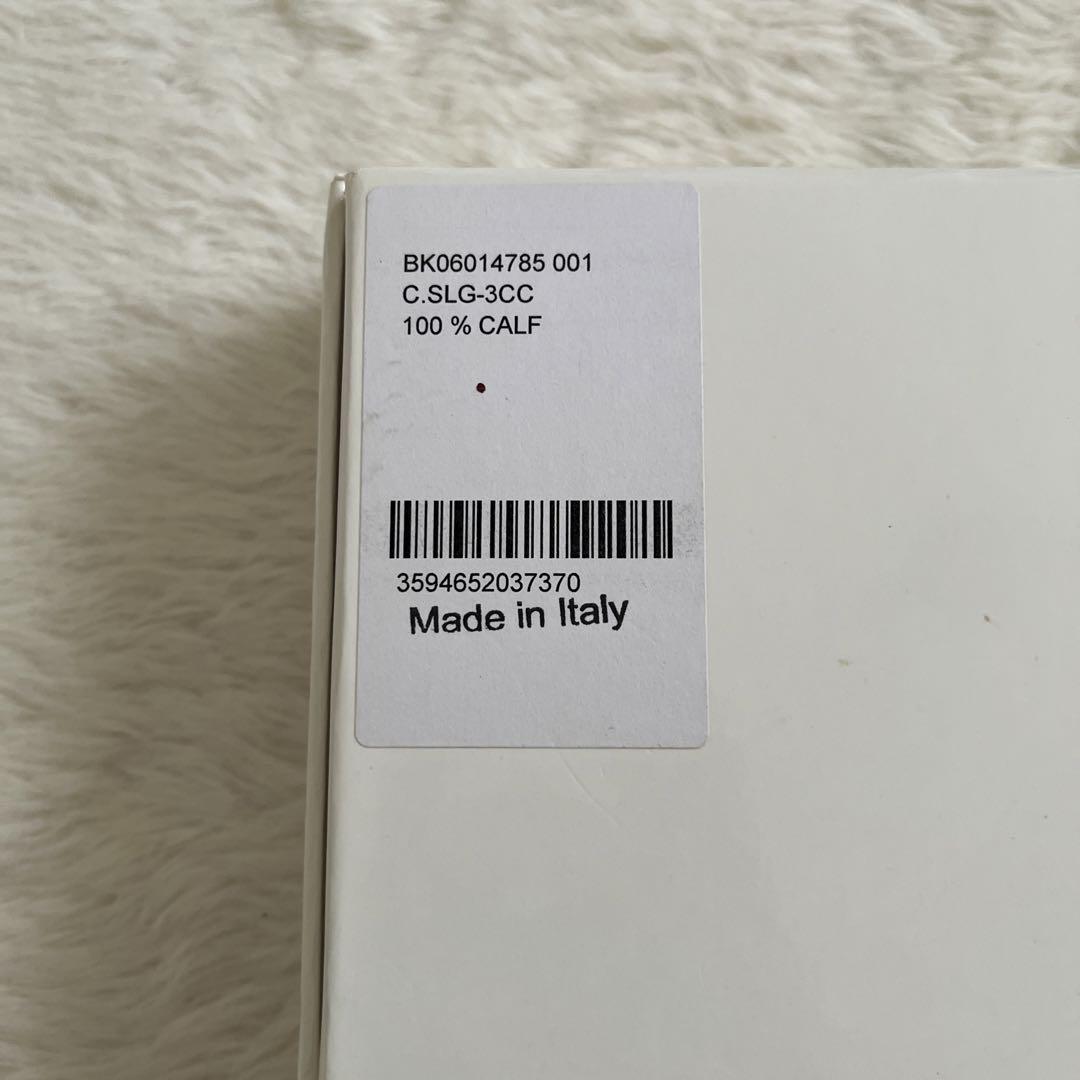 BK06014785 001
C.SLG-3CC
100 % CALF
3594652037370
Made in Italy